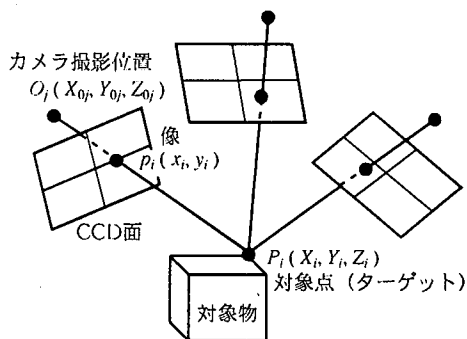 カメラ撮影位置
Oj ( X0j, Y0j, Z0j )
像
pi ( xi, yi )
CCD面
Pi ( Xi, Yi, Zi )
対象点（ターゲット）
対象物